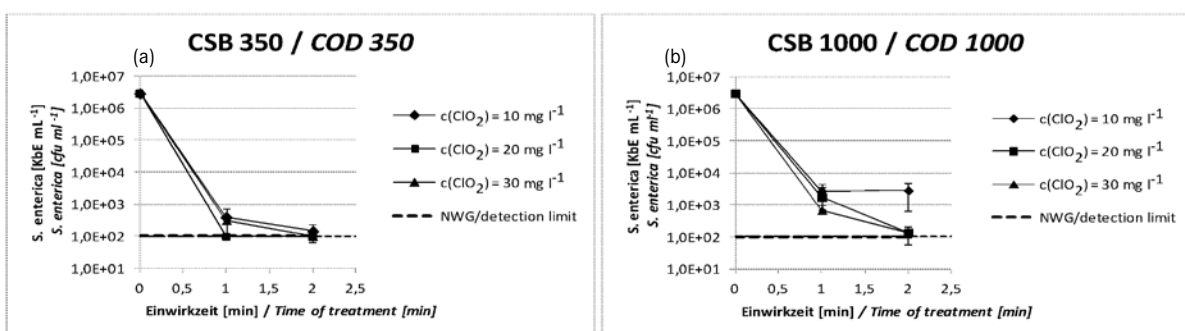 (a)
CSB 350 / COD 350
S. enterica [KbE mL⁻¹]
S. enterica [cfu ml⁻¹]
1,0E+07
1,0E+06
1,0E+05
1,0E+04
1,0E+03
1,0E+02
1,0E+01
0 0,5 1 1,5 2 2,5
Einwirkzeit [min] / Time of treatment [min]
c(ClO₂) = 10 mg l⁻¹
c(ClO₂) = 20 mg l⁻¹
c(ClO₂) = 30 mg l⁻¹
NWG/detection limit
(b)
CSB 1000 / COD 1000
S. enterica [KbE mL⁻¹]
S. enterica [cfu ml¹]
1,0E+07
1,0E+06
1,0E+05
1,0E+04
1,0E+03
1,0E+02
1,0E+01
0 0,5 1 1,5 2 2,5
Einwirkzeit [min] / Time of treatment [min]
c(ClO₂) = 10 mg l⁻¹
c(ClO₂) = 20 mg l⁻¹
c(ClO₂) = 30 mg l⁻¹
NWG/detection limit